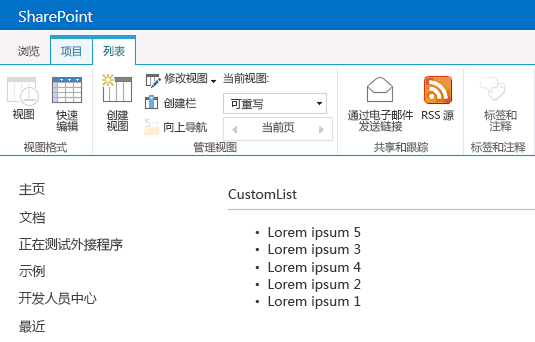 SharePoint
浏览 项目 列表
视图 快速编辑 创建视图 修改视图 当前视图:
创建栏 可重写
向上导航 当前页
通过电子邮件发送链接 RSS 源 标签和注释
视图格式 管理视图 共享和跟踪 标签和注释
主页
文档
正在测试外接程序
示例
开发人员中心
最近
CustomList
Lorem ipsum 5
Lorem ipsum 3
Lorem ipsum 4
Lorem ipsum 2
Lorem ipsum 1